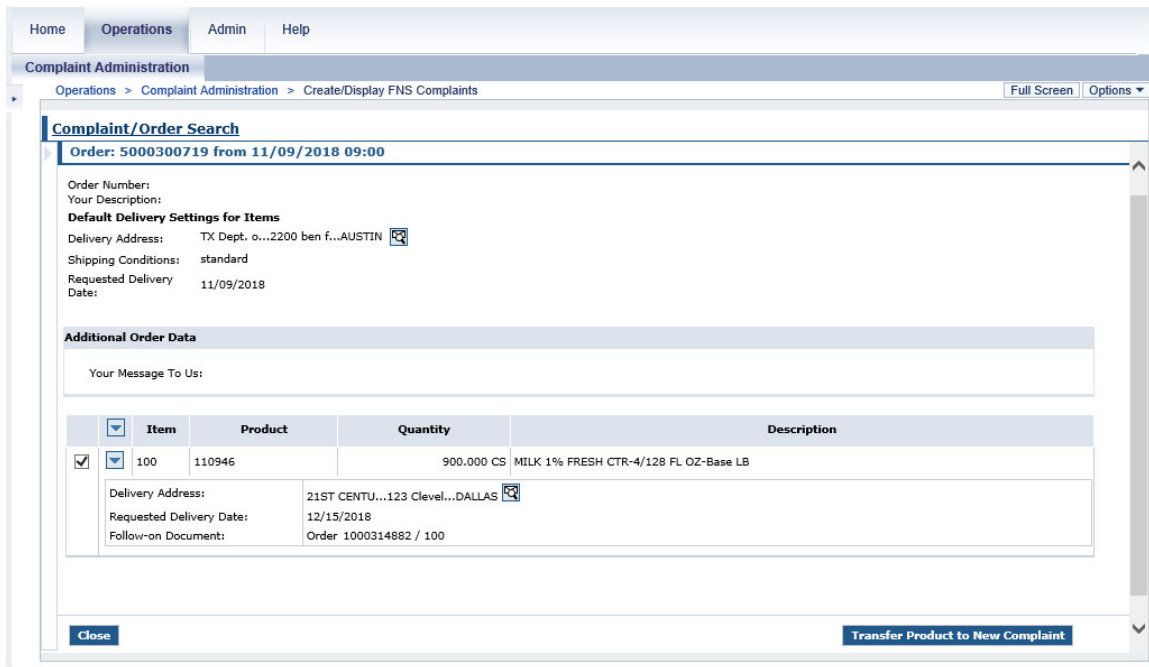 Home Operations Admin Help
Complaint Administration
Operations > Complaint Administration > Create/Display FNS Complaints Full Screen Options
Complaint/Order Search
Order: 5000300719 from 11/09/2018 09:00
Order Number:
Your Description:
Default Delivery Settings for Items
Delivery Address: TX Dept. o...2200 ben f...AUSTIN
Shipping Conditions: standard
Requested Delivery Date: 11/09/2018
Additional Order Data
Your Message To Us:
Item Product Quantity Description
100 110946 900.000 CS MILK 1% FRESH CTR-4/128 FL OZ-Base LB
Delivery Address: 21ST CENTU...123 Clevel...DALLAS
Requested Delivery Date: 12/15/2018
Follow-on Document: Order 1000314882 / 100
Close Transfer Product to New Complaint